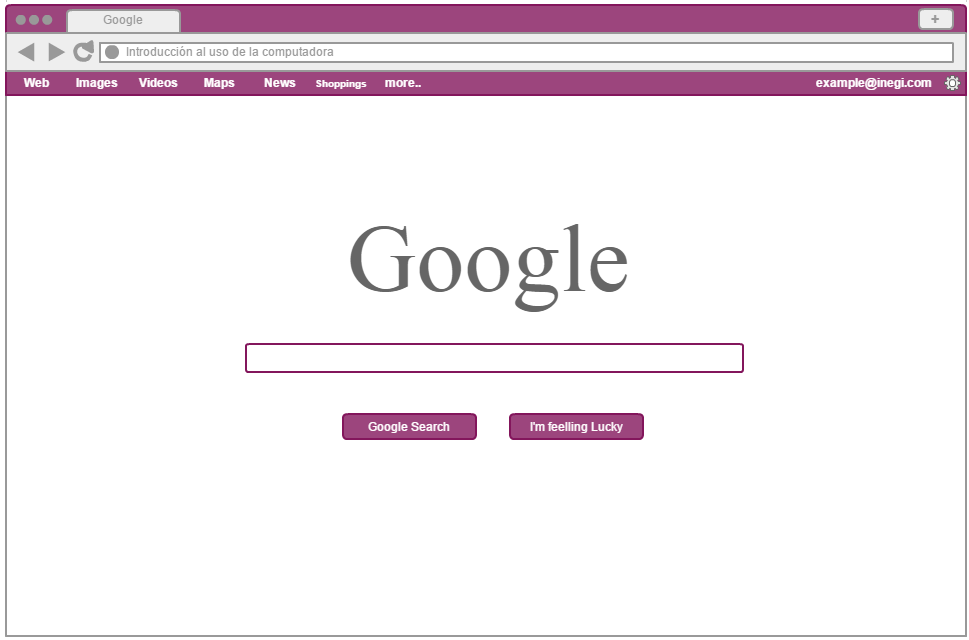 Google
+
Introducción al uso de la computadora
Web Images Videos Maps News Shoppings more.. example@inegi.com
Google
Google Search I'm feelling Lucky